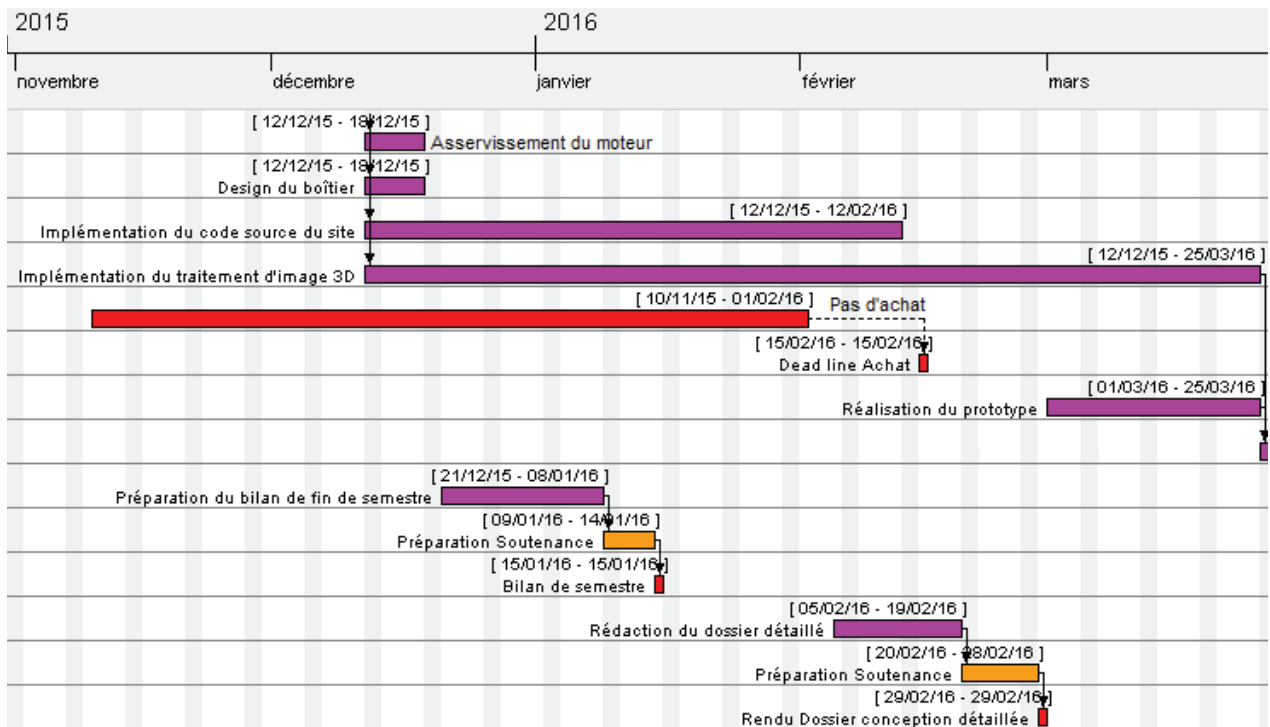 2015 2016
novembre décembre janvier février mars
[ 12/12/15 - 18/12/15 ]
Asservissement du moteur
[ 12/12/15 - 18/12/15 ]
Design du boîtier
[ 12/12/15 - 12/02/16 ]
Implémentation du code source du site
[ 12/12/15 - 25/03/16 ]
Implémentation du traitement d'image 3D
[ 10/11/15 - 01/02/16 ] Pas d'achat
[ 15/02/16 - 15/02/16 ]
Dead line Achat
[ 01/03/16 - 25/03/16 ]
Réalisation du prototype
[ 21/12/15 - 08/01/16 ]
Préparation du bilan de fin de semestre
[ 09/01/16 - 14/01/16 ]
Préparation Soutenance
[ 15/01/16 - 15/01/16 ]
Bilan de semestre
[ 05/02/16 - 19/02/16 ]
Rédaction du dossier détaillé
[ 20/02/16 - 28/02/16 ]
Préparation Soutenance
[ 29/02/16 - 29/02/16 ]
Rendu Dossier conception détaillée